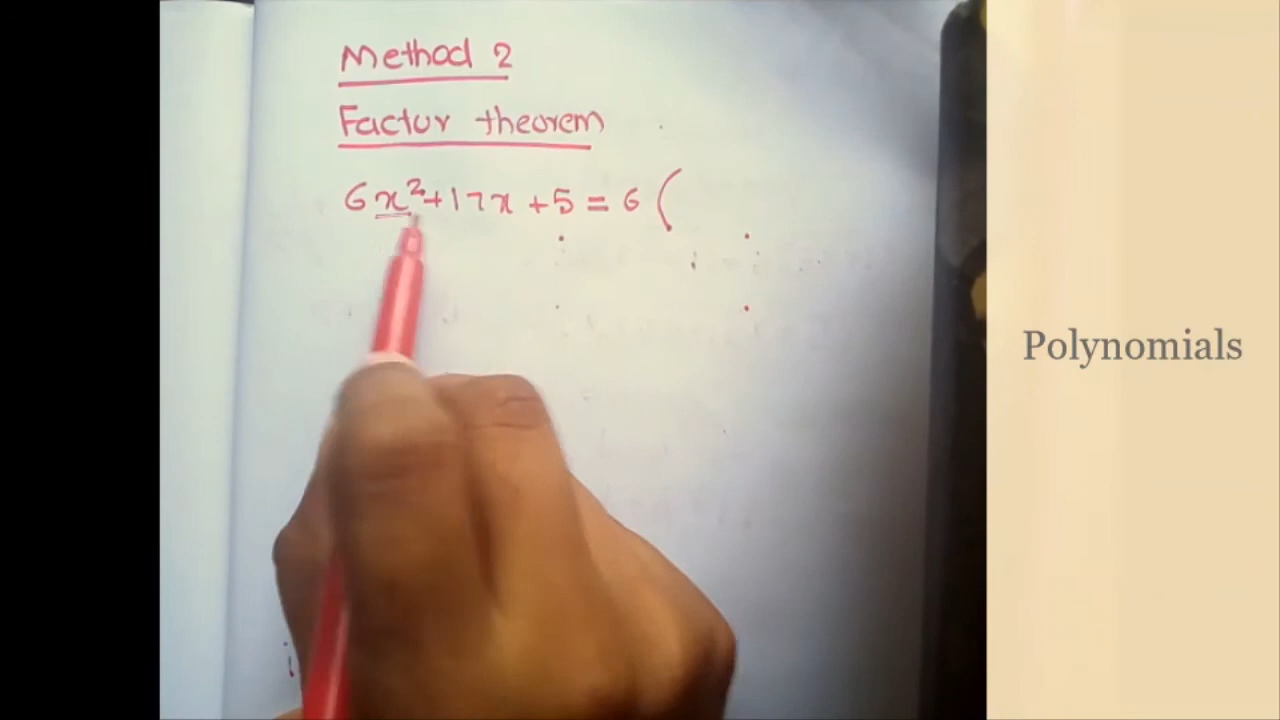 Method 2
Factor theorem
6x²+17x +5 = 6 (
Polynomials